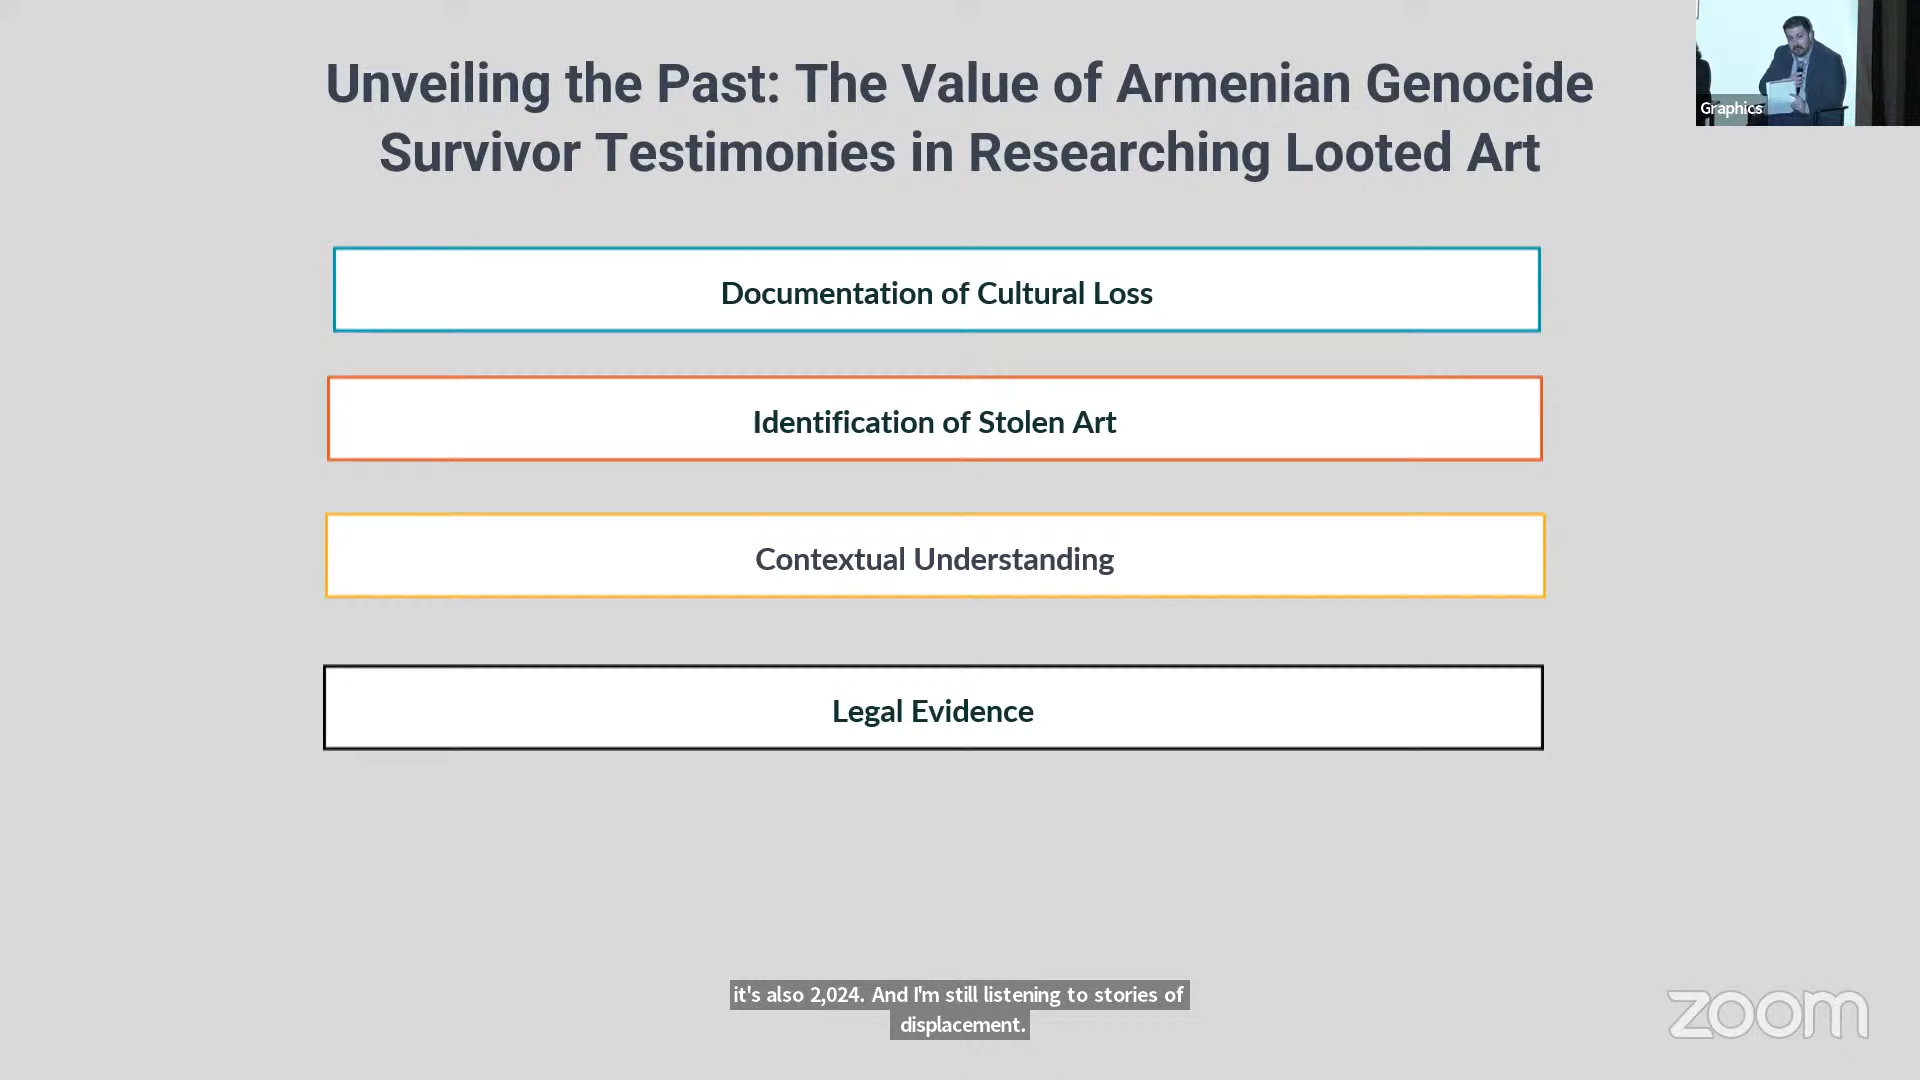 Unveiling the Past: The Value of Armenian Genocide
Survivor Testimonies in Researching Looted Art
Graphics
Documentation of Cultural Loss
Identification of Stolen Art
Contextual Understanding
Legal Evidence
it's also 2,024. And I'm still listening to stories of
displacement.
zoom